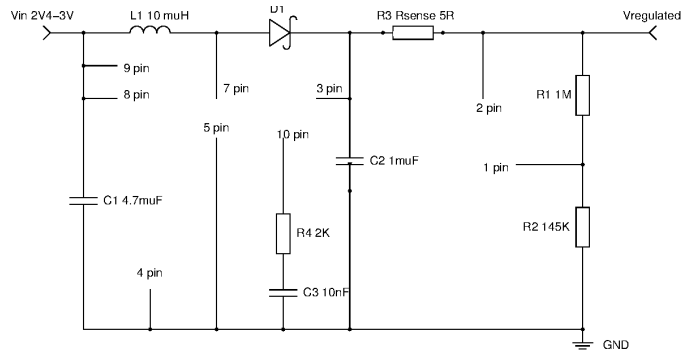 Vin 2V4-3V
L1 10 muH
D1
R3 Rsense 5R
Vregulated
9 pin
8 pin
7 pin
3 pin
2 pin
R1 1M
5 pin
10 pin
C2 1muF
1 pin
C1 4.7muF
R4 2K
R2 145K
4 pin
C3 10nF
GND